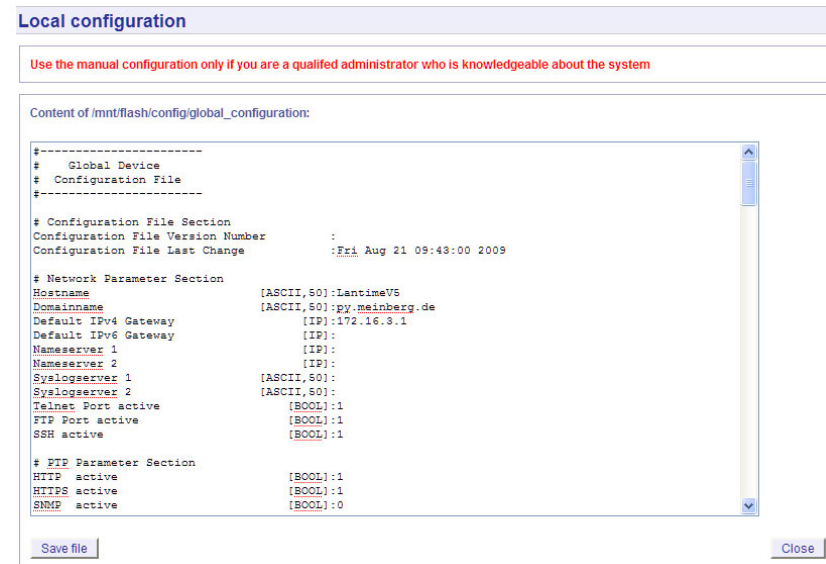 Local configuration
Use the manual configuration only if you are a qualifed administrator who is knowledgeable about the system
Content of /mnt/flash/config/global_configuration:
#-----------------------
#    Global Device
#  Configuration File
#-----------------------
# Configuration File Section
Configuration File Version Number         :
Configuration File Last Change            :Fri Aug 21 09:43:00 2009
# Network Parameter Section
Hostname                        [ASCII,50]:LantimeV5
Domainname                      [ASCII,50]:py.meinberg.de
Default IPv4 Gateway                  [IP]:172.16.3.1
Default IPv6 Gateway                  [IP]:
Nameserver 1                          [IP]:
Nameserver 2                          [IP]:
Syslogserver 1                  [ASCII,50]:
Syslogserver 2                  [ASCII,50]:
Telnet Port active                  [BOOL]:1
FTP Port active                     [BOOL]:1
SSH active                          [BOOL]:1
# PTP Parameter Section
HTTP  active                        [BOOL]:1
HTTPS active                        [BOOL]:1
SNMP  active                        [BOOL]:0
Save file
Close